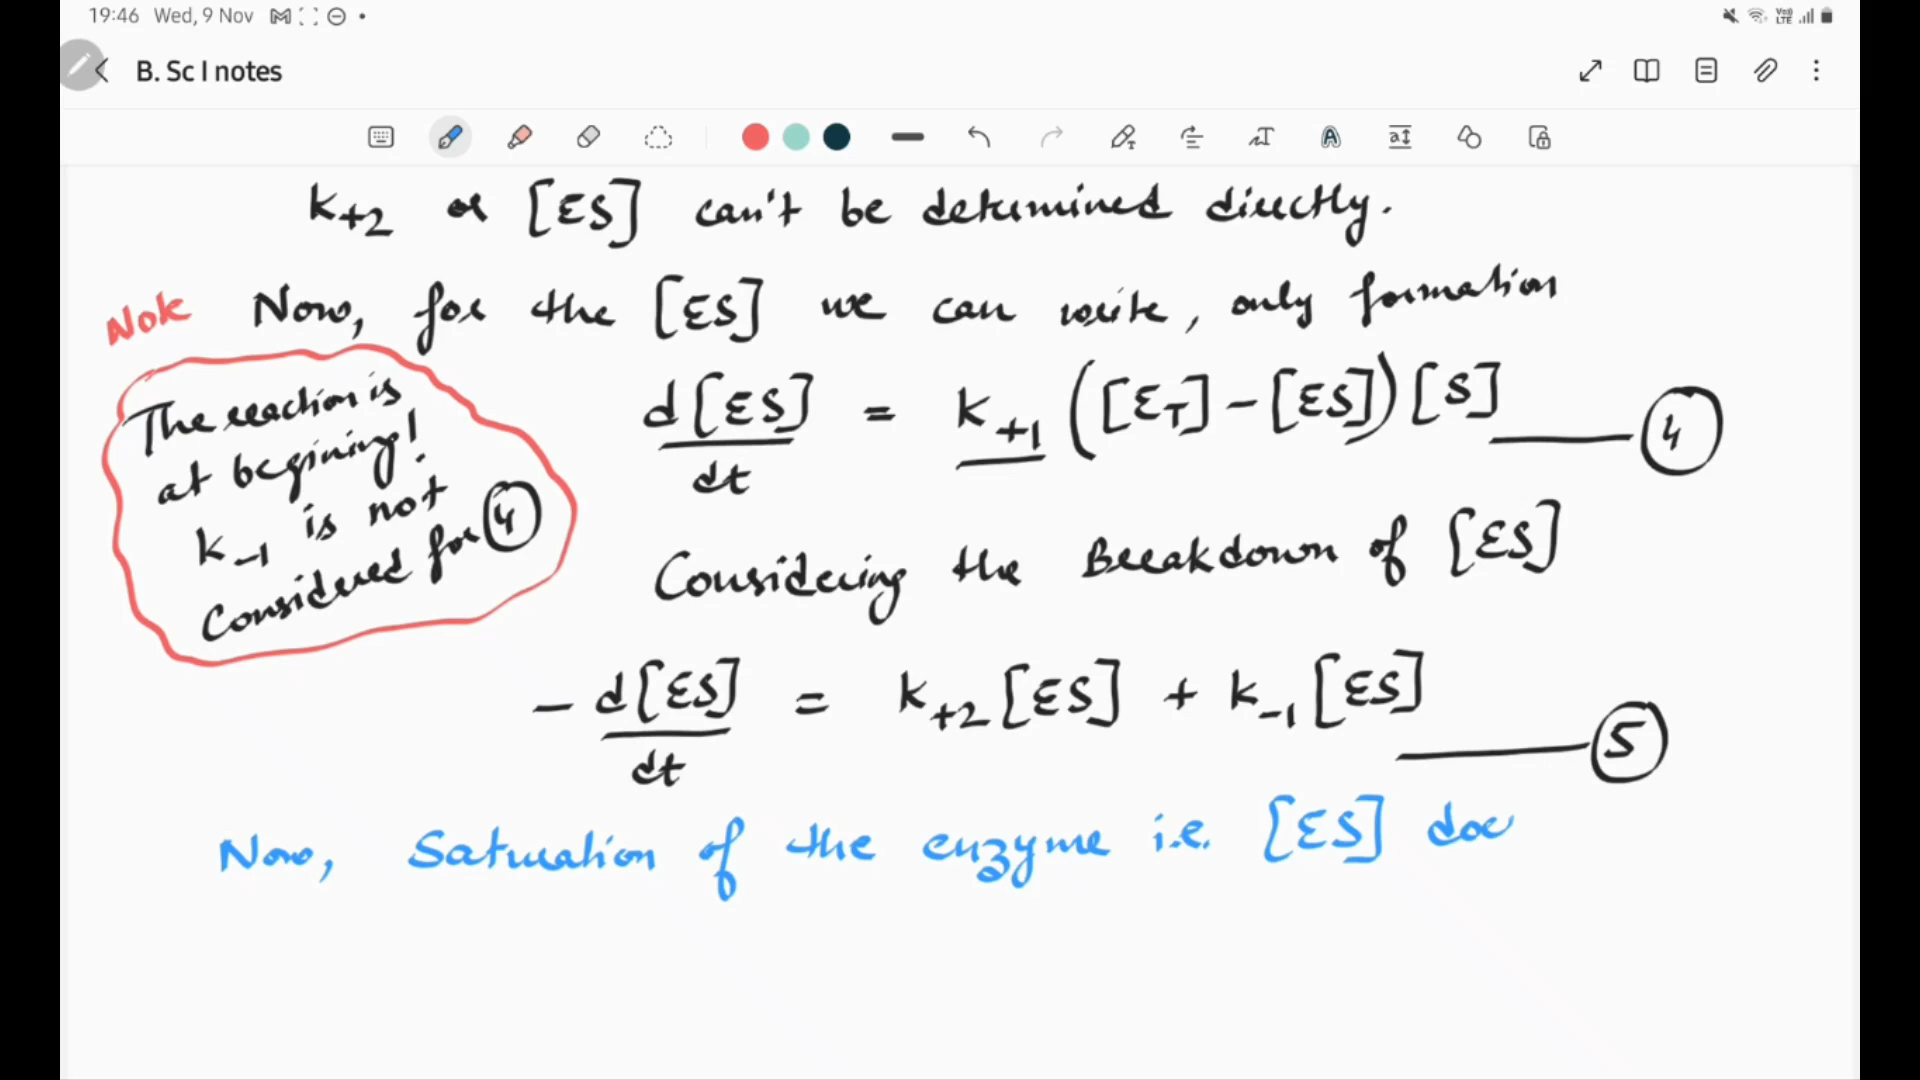 19:46 Wed, 9 Nov
B. Sc I notes
k+2 or [ES] can't be determined directly.
Note Now, for the [ES] we can write, only formation
d[ES]/dt = k+1 ([ET] - [ES]) [S] 4
The reaction is
at begining!
k-1 is not
Considered for 4
Considering the Breakdown of [ES]
- d[ES]/dt = k+2 [ES] + k-1 [ES] 5
Now, Saturation of the enzyme i.e. [ES] doe